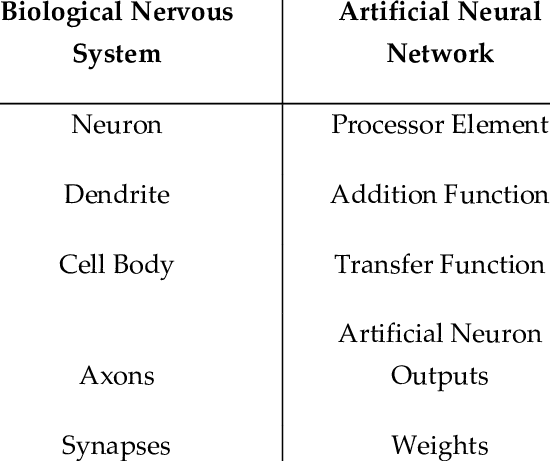 Biological Nervous System | Artificial Neural Network
Neuron | Processor Element
Dendrite | Addition Function
Cell Body | Transfer Function
Axons | Artificial Neuron Outputs
Synapses | Weights